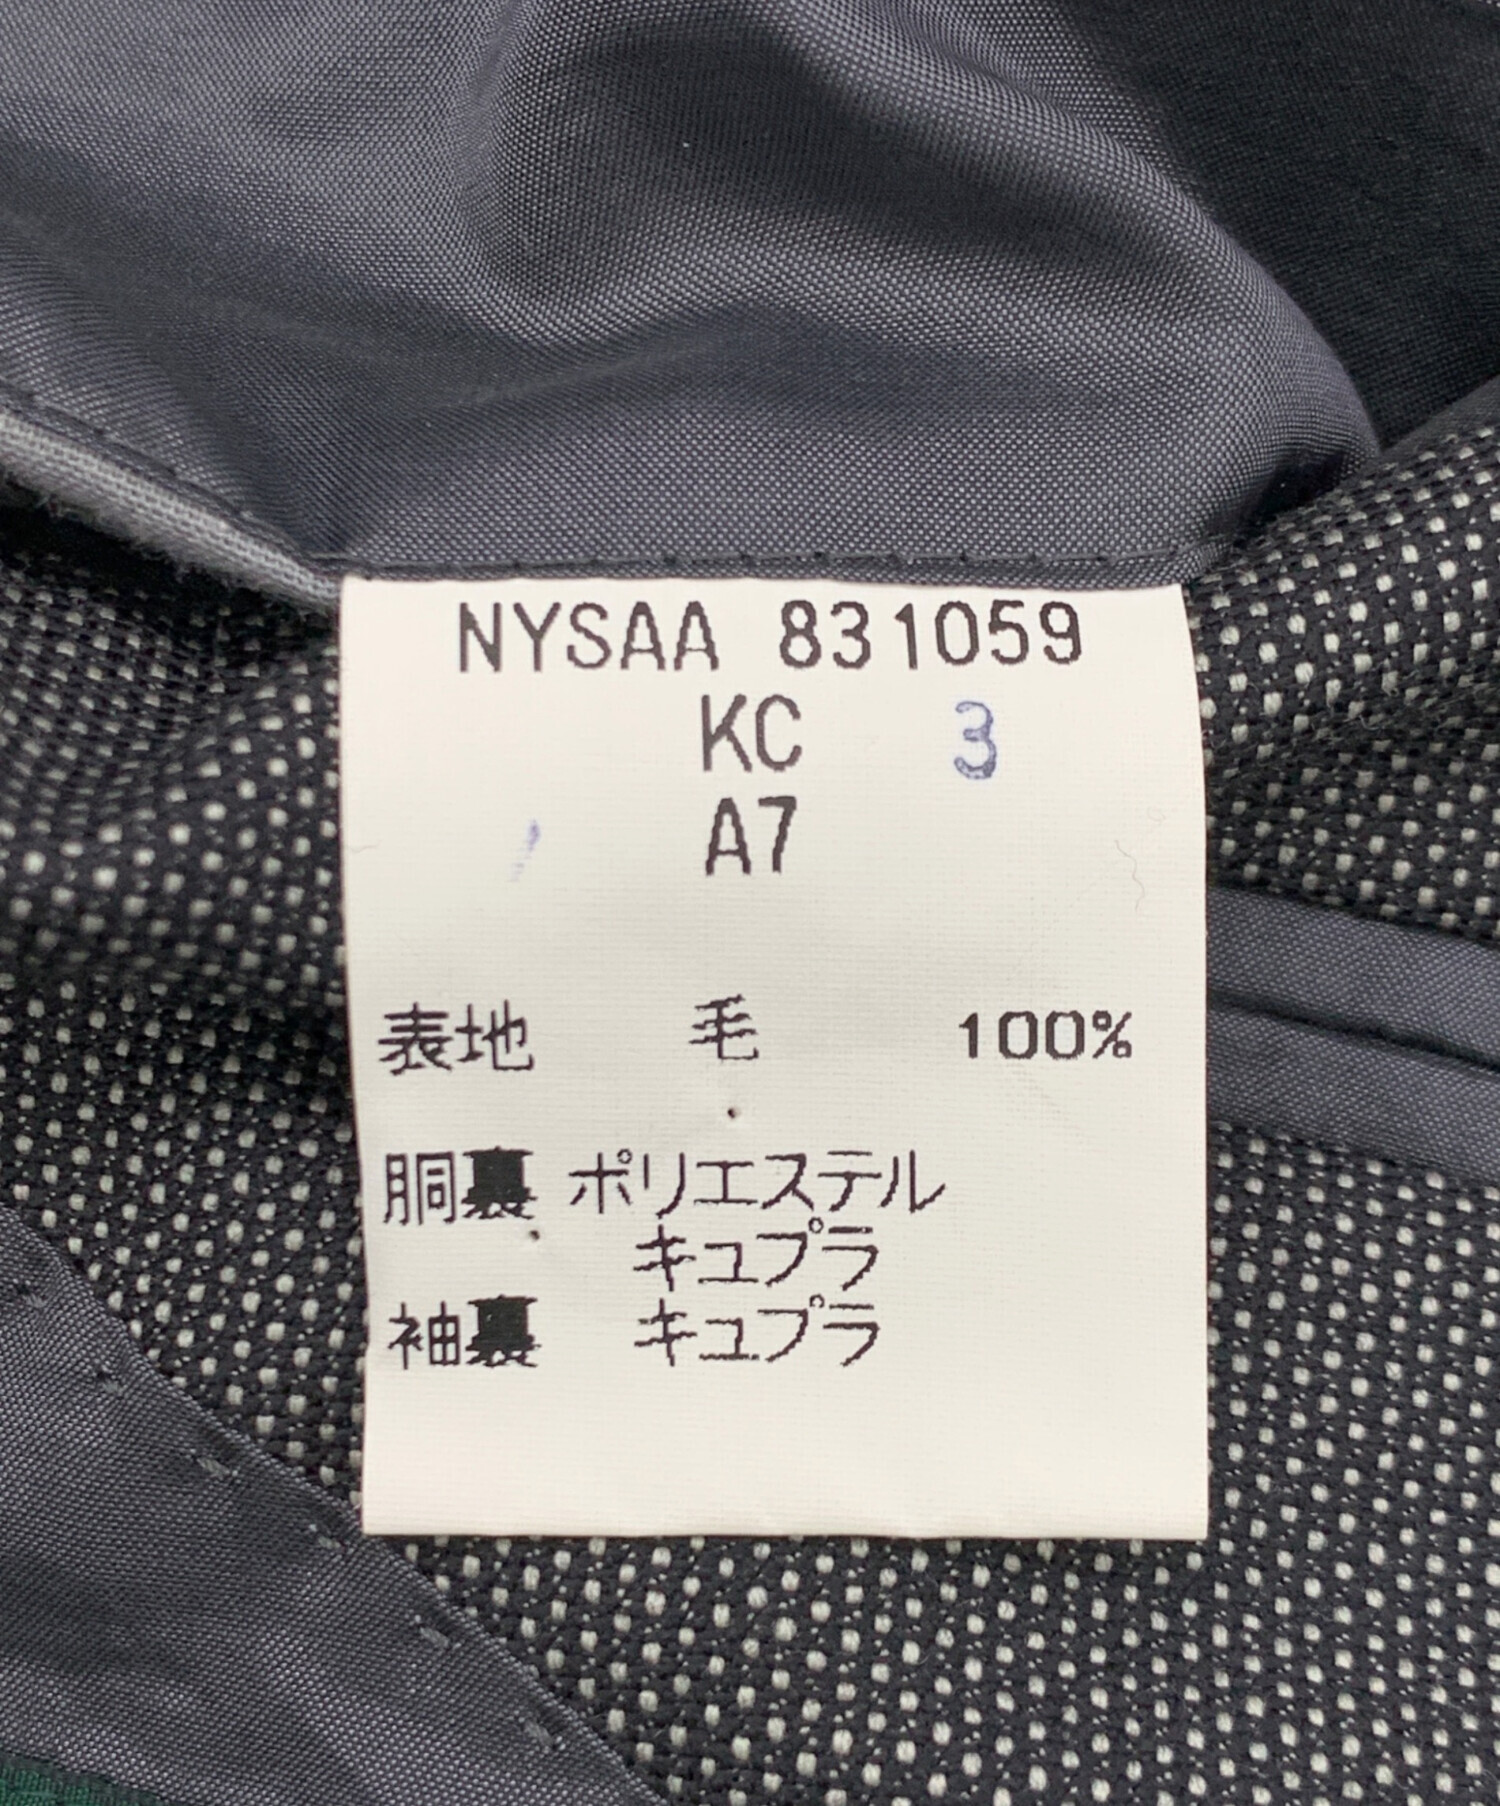 NYSAA 831059
KC 3
A7
表地 毛 100%
胴裏 ポリエステル
キュプラ
袖裏 キュプラ